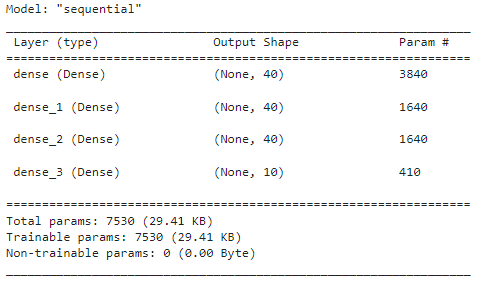 Model: "sequential"
_________________________________________________________________
Layer (type) Output Shape Param #
=================================================================
dense (Dense) (None, 40) 3840
dense_1 (Dense) (None, 40) 1640
dense_2 (Dense) (None, 40) 1640
dense_3 (Dense) (None, 10) 410
=================================================================
Total params: 7530 (29.41 KB)
Trainable params: 7530 (29.41 KB)
Non-trainable params: 0 (0.00 Byte)
_________________________________________________________________